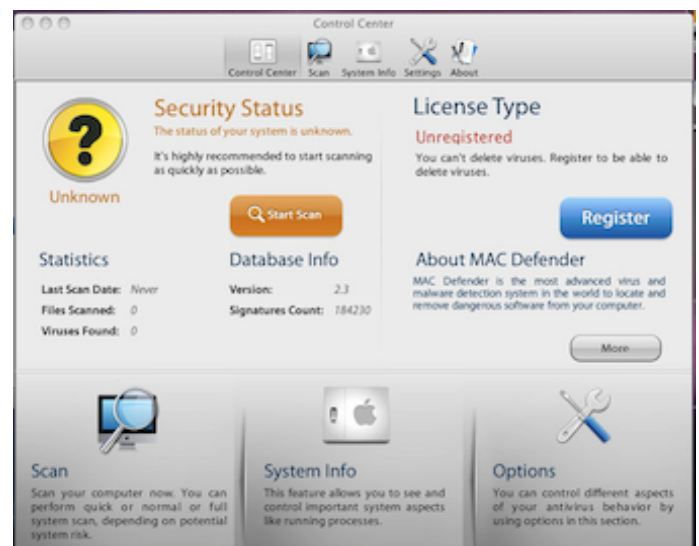 Control Center
Control Center Scan System Info Settings About
Security Status
The status of your system is unknown.
It's highly recommended to start scanning
as quickly as possible.
Unknown
Start Scan
License Type
Unregistered
You can't delete viruses. Register to be able to
delete viruses.
Register
Statistics
Last Scan Date: Never
Files Scanned: 0
Viruses Found: 0
Database Info
Version: 2.3
Signatures Count: 184230
About MAC Defender
MAC Defender is the most advanced virus and
malware detection system in the world to locate and
remove dangerous software from your computer.
More
Scan
Scan your computer now. You can
perform quick or normal or full
system scan, depending on potential
system risk.
System Info
This feature allows you to see and
control important system aspects
like running processes.
Options
You can control different aspects
of your antivirus behavior by
using options in this section.